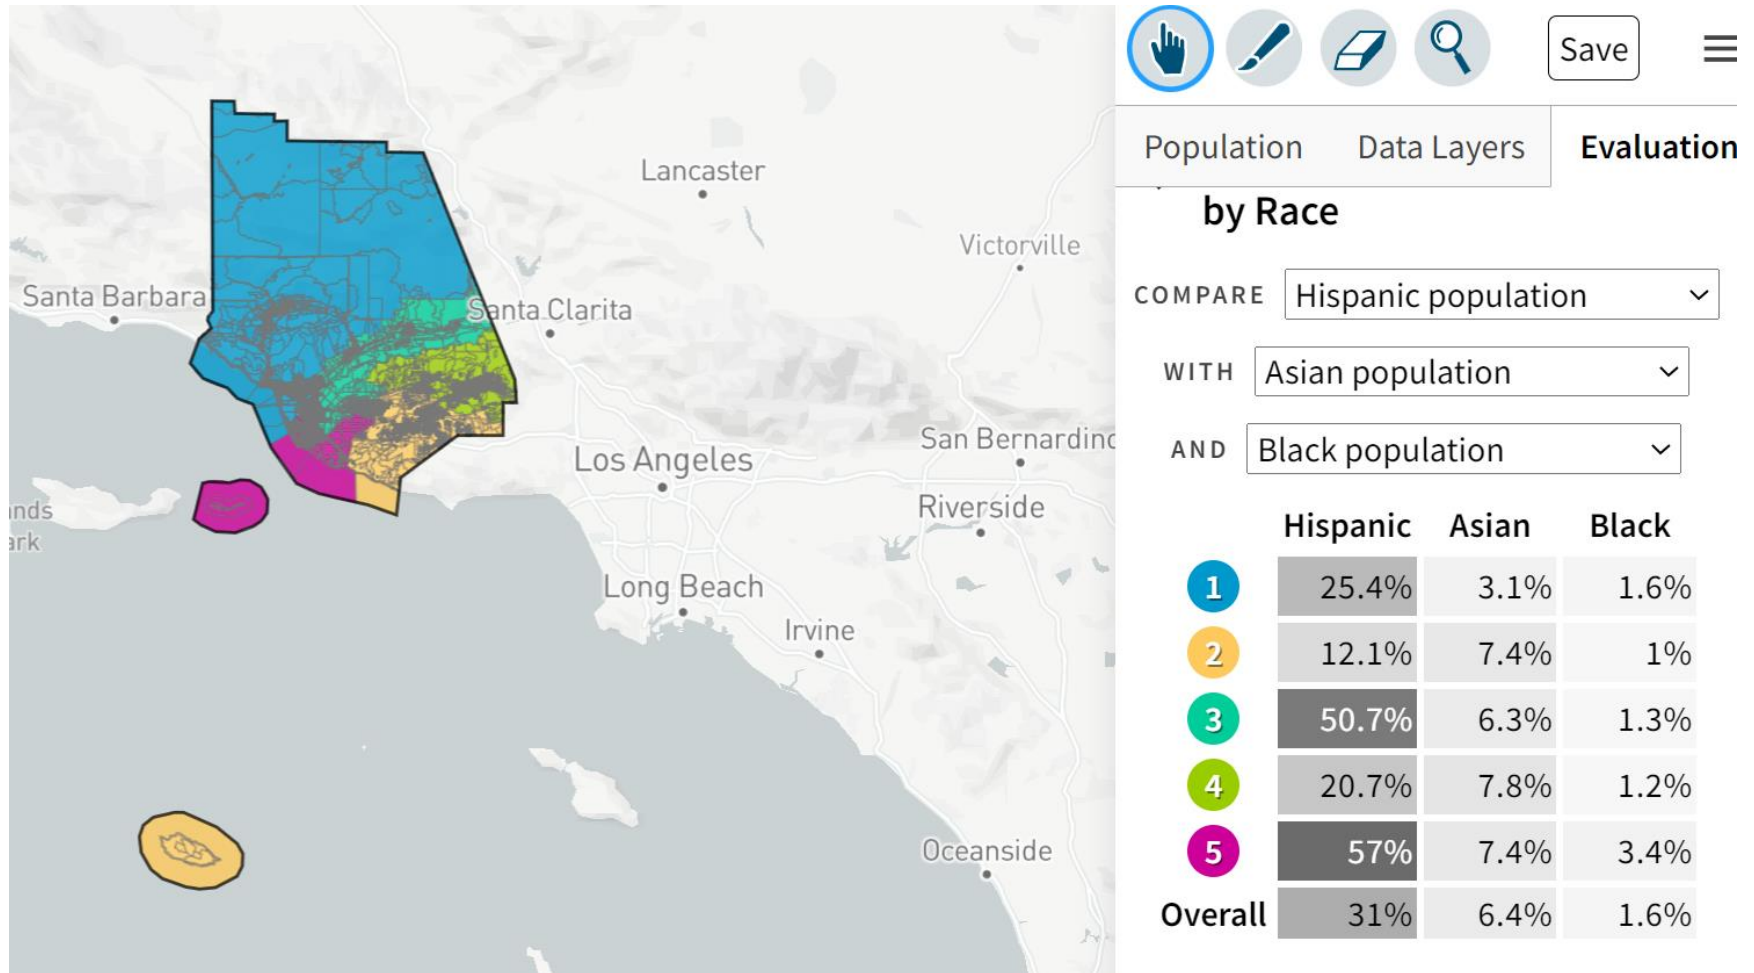 Lancaster
Victorville
Santa Barbara
Santa Clarita
San Bernardino
Los Angeles
Riverside
nds
ark
Long Beach
Irvine
Oceanside
Save
Population Data Layers Evaluation
by Race
COMPARE Hispanic population
WITH Asian population
AND Black population
Hispanic Asian Black
1 25.4% 3.1% 1.6%
2 12.1% 7.4% 1%
3 50.7% 6.3% 1.3%
4 20.7% 7.8% 1.2%
5 57% 7.4% 3.4%
Overall 31% 6.4% 1.6%